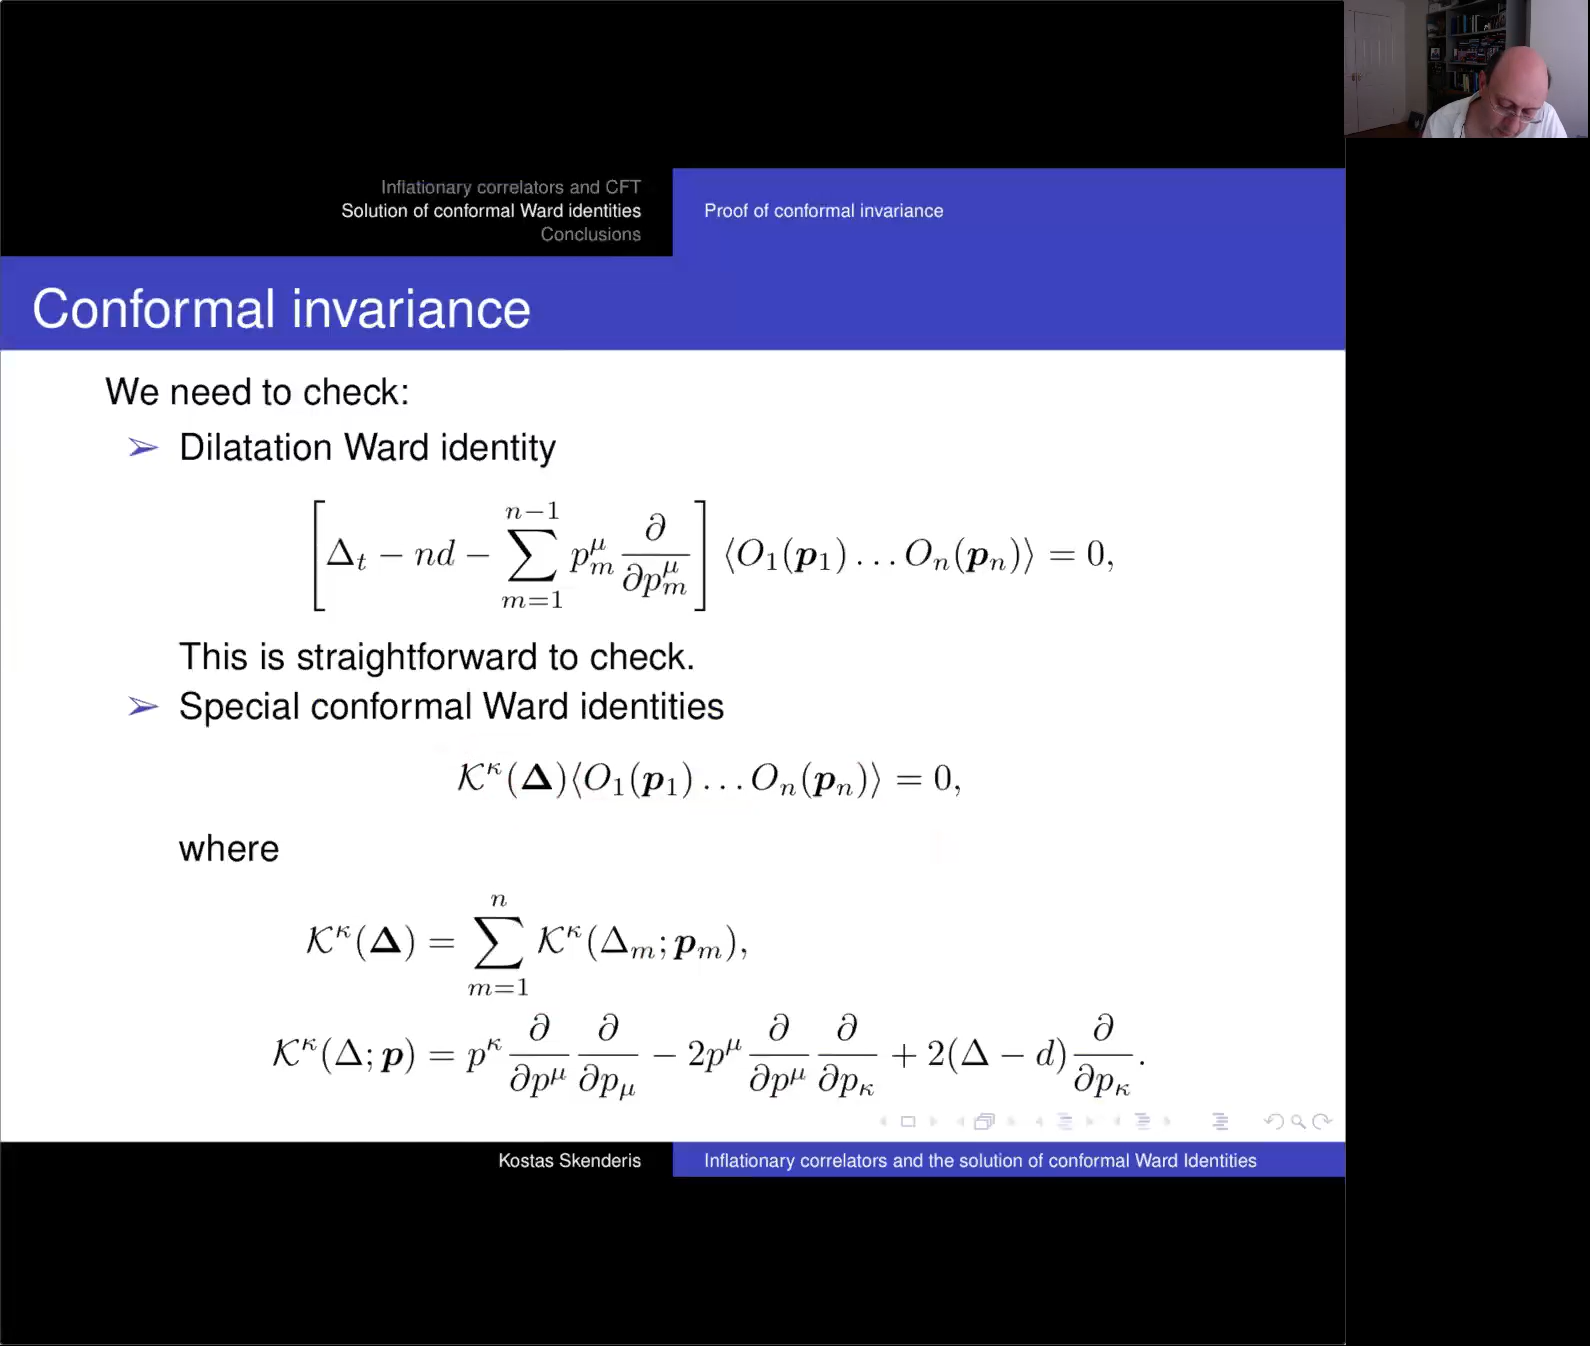 Inflationary correlators and CFT
Solution of conformal Ward identities
Conclusions
Proof of conformal invariance
Conformal invariance
We need to check:
➢ Dilatation Ward identity
$$\left[\Delta_t - nd - \sum_{m=1}^{n-1} p_m^\mu \frac{\partial}{\partial p_m^\mu}\right] \langle O_1(\boldsymbol{p}_1) \ldots O_n(\boldsymbol{p}_n)\rangle = 0,$$
This is straightforward to check.
➢ Special conformal Ward identities
$$\mathcal{K}^\kappa(\boldsymbol{\Delta})\langle O_1(\boldsymbol{p}_1) \ldots O_n(\boldsymbol{p}_n)\rangle = 0,$$
where
$$\mathcal{K}^\kappa(\boldsymbol{\Delta}) = \sum_{m=1}^{n} \mathcal{K}^\kappa(\Delta_m; \boldsymbol{p}_m),$$
$$\mathcal{K}^\kappa(\Delta; \boldsymbol{p}) = p^\kappa \frac{\partial}{\partial p^\mu} \frac{\partial}{\partial p_\mu} - 2p^\mu \frac{\partial}{\partial p^\mu} \frac{\partial}{\partial p_\kappa} + 2(\Delta - d) \frac{\partial}{\partial p_\kappa}.$$
Kostas Skenderis
Inflationary correlators and the solution of conformal Ward Identities